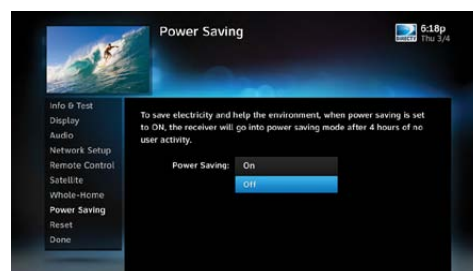 Power Saving
6:18p
DIRECTV Thu 3/4
Info & Test
Display
Audio
Network Setup
Remote Control
Satellite
Whole-Home
Power Saving
Reset
Done
To save electricity and help the environment, when power saving is set
to ON, the receiver will go into power saving mode after 4 hours of no
user activity.
Power Saving: On
Off